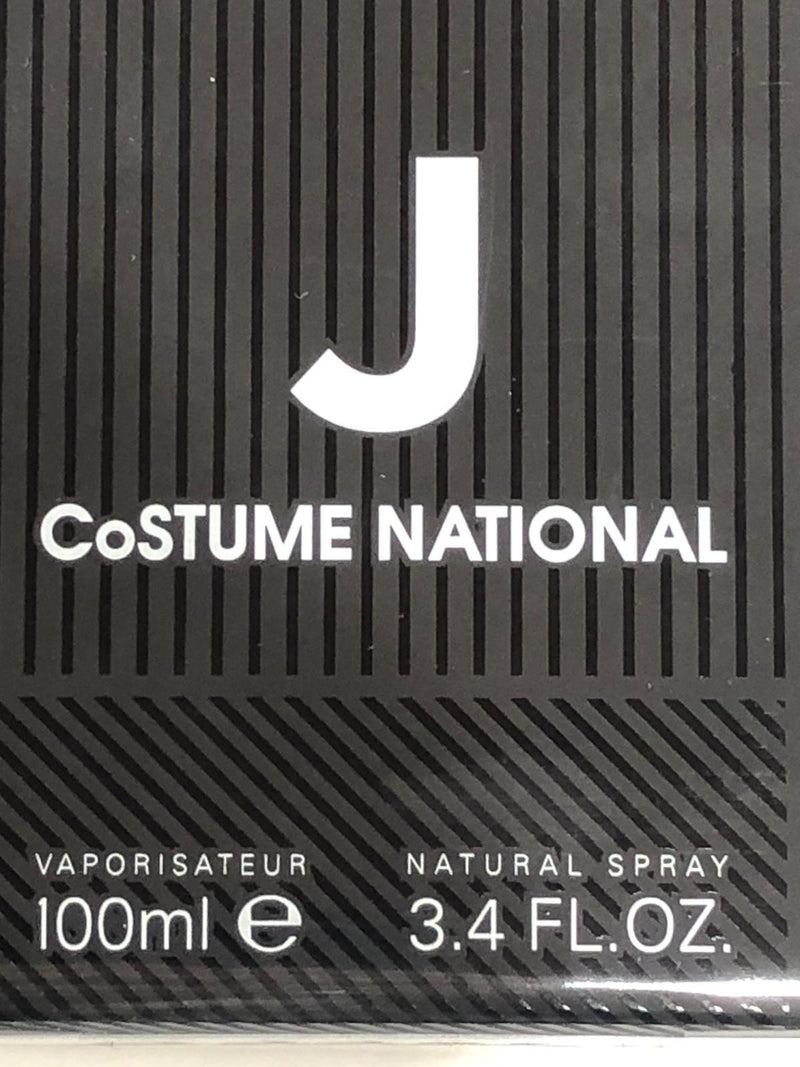 J
CoSTUME NATIONAL
VAPORISATEUR NATURAL SPRAY
100ml e 3.4 FL.OZ.